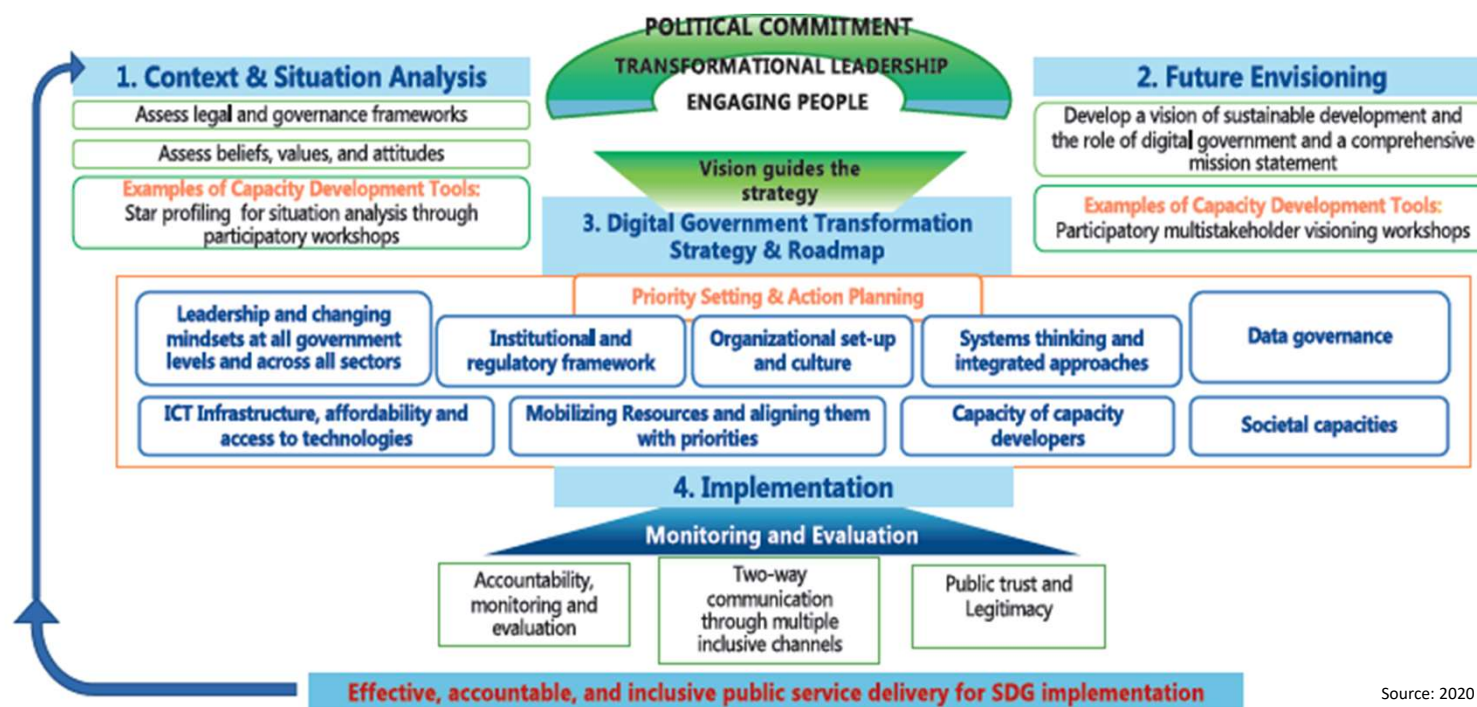 POLITICAL COMMITMENT
TRANSFORMATIONAL LEADERSHIP
ENGAGING PEOPLE
1. Context & Situation Analysis
Assess legal and governance frameworks
Assess beliefs, values, and attitudes
Examples of Capacity Development Tools:
Star profiling for situation analysis through
participatory workshops
2. Future Envisioning
Develop a vision of sustainable development and
the role of digital government and a comprehensive
mission statement
Examples of Capacity Development Tools:
Participatory multistakeholder visioning workshops
Vision guides the
strategy
3. Digital Government Transformation
Strategy & Roadmap
Priority Setting & Action Planning
Leadership and changing
mindsets at all government
levels and across all sectors
Institutional and
regulatory framework
Organizational set-up
and culture
Systems thinking and
integrated approaches
Data governance
ICT Infrastructure, affordability and
access to technologies
Mobilizing Resources and aligning them
with priorities
Capacity of capacity
developers
Societal capacities
4. Implementation
Monitoring and Evaluation
Accountability,
monitoring and
evaluation
Two-way
communication
through multiple
inclusive channels
Public trust and
Legitimacy
Effective, accountable, and inclusive public service delivery for SDG implementation
Source: 2020